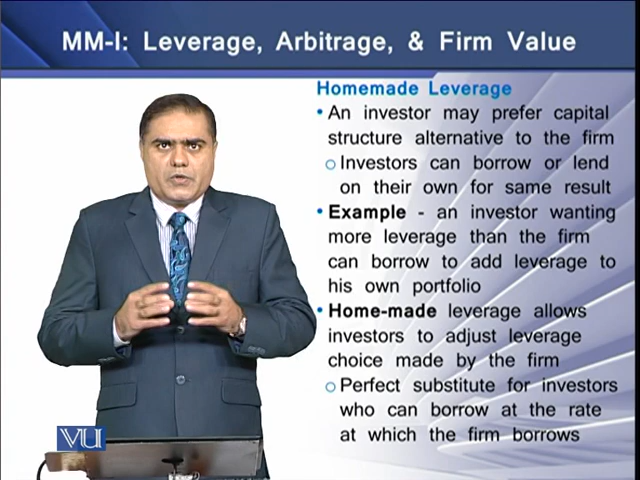 MM-I: Leverage, Arbitrage, & Firm Value
Homemade Leverage
• An investor may prefer capital
structure alternative to the firm
o Investors can borrow or lend
on their own for same result
• Example - an investor wanting
more leverage than the firm
can borrow to add leverage to
his own portfolio
• Home-made leverage allows
investors to adjust leverage
choice made by the firm
o Perfect substitute for investors
who can borrow at the rate
at which the firm borrows
VU